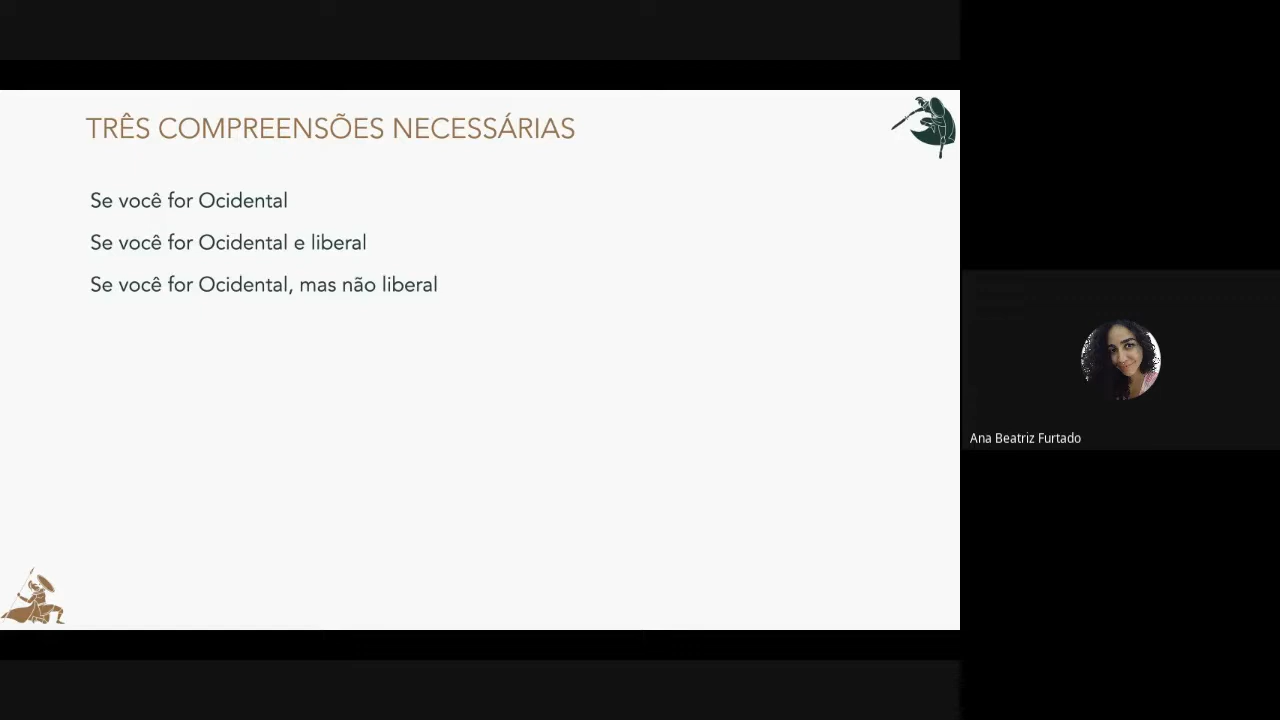 TRÊS COMPREENSÕES NECESSÁRIAS
Se você for Ocidental
Se você for Ocidental e liberal
Se você for Ocidental, mas não liberal
Ana Beatriz Furtado